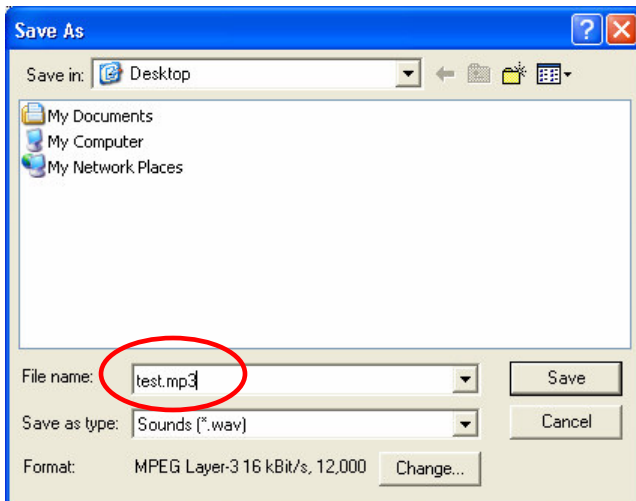 Save As
Save in: Desktop
My Documents
My Computer
My Network Places
File name: test.mp3 Save
Save as type: Sounds (*.wav) Cancel
Format: MPEG Layer-3 16 kBit/s, 12,000 Change...